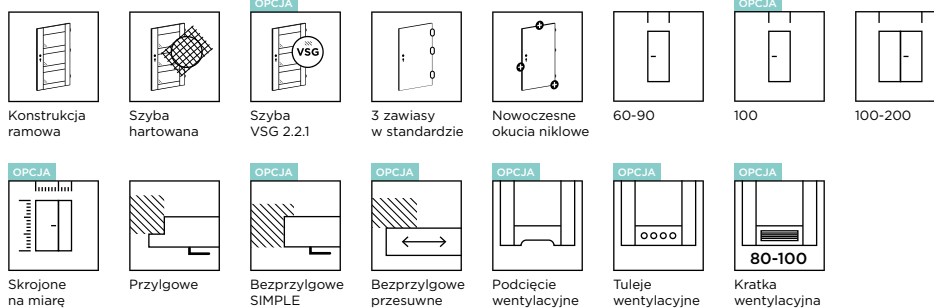 OPCJA
OPCJA
VSG
Konstrukcja
ramowa
Szyba
hartowana
Szyba
VSG 2.2.1
3 zawiasy
w standardzie
Nowoczesne
okucia niklowe
60-90
100
100-200
OPCJA
OPCJA
OPCJA
OPCJA
OPCJA
OPCJA
80-100
Skrojone
na miarę
Przylgowe
Bezprzylgowe
SIMPLE
Bezprzylgowe
przesuwne
Podcięcie
wentylacyjne
Tuleje
wentylacyjne
Kratka
wentylacyjna